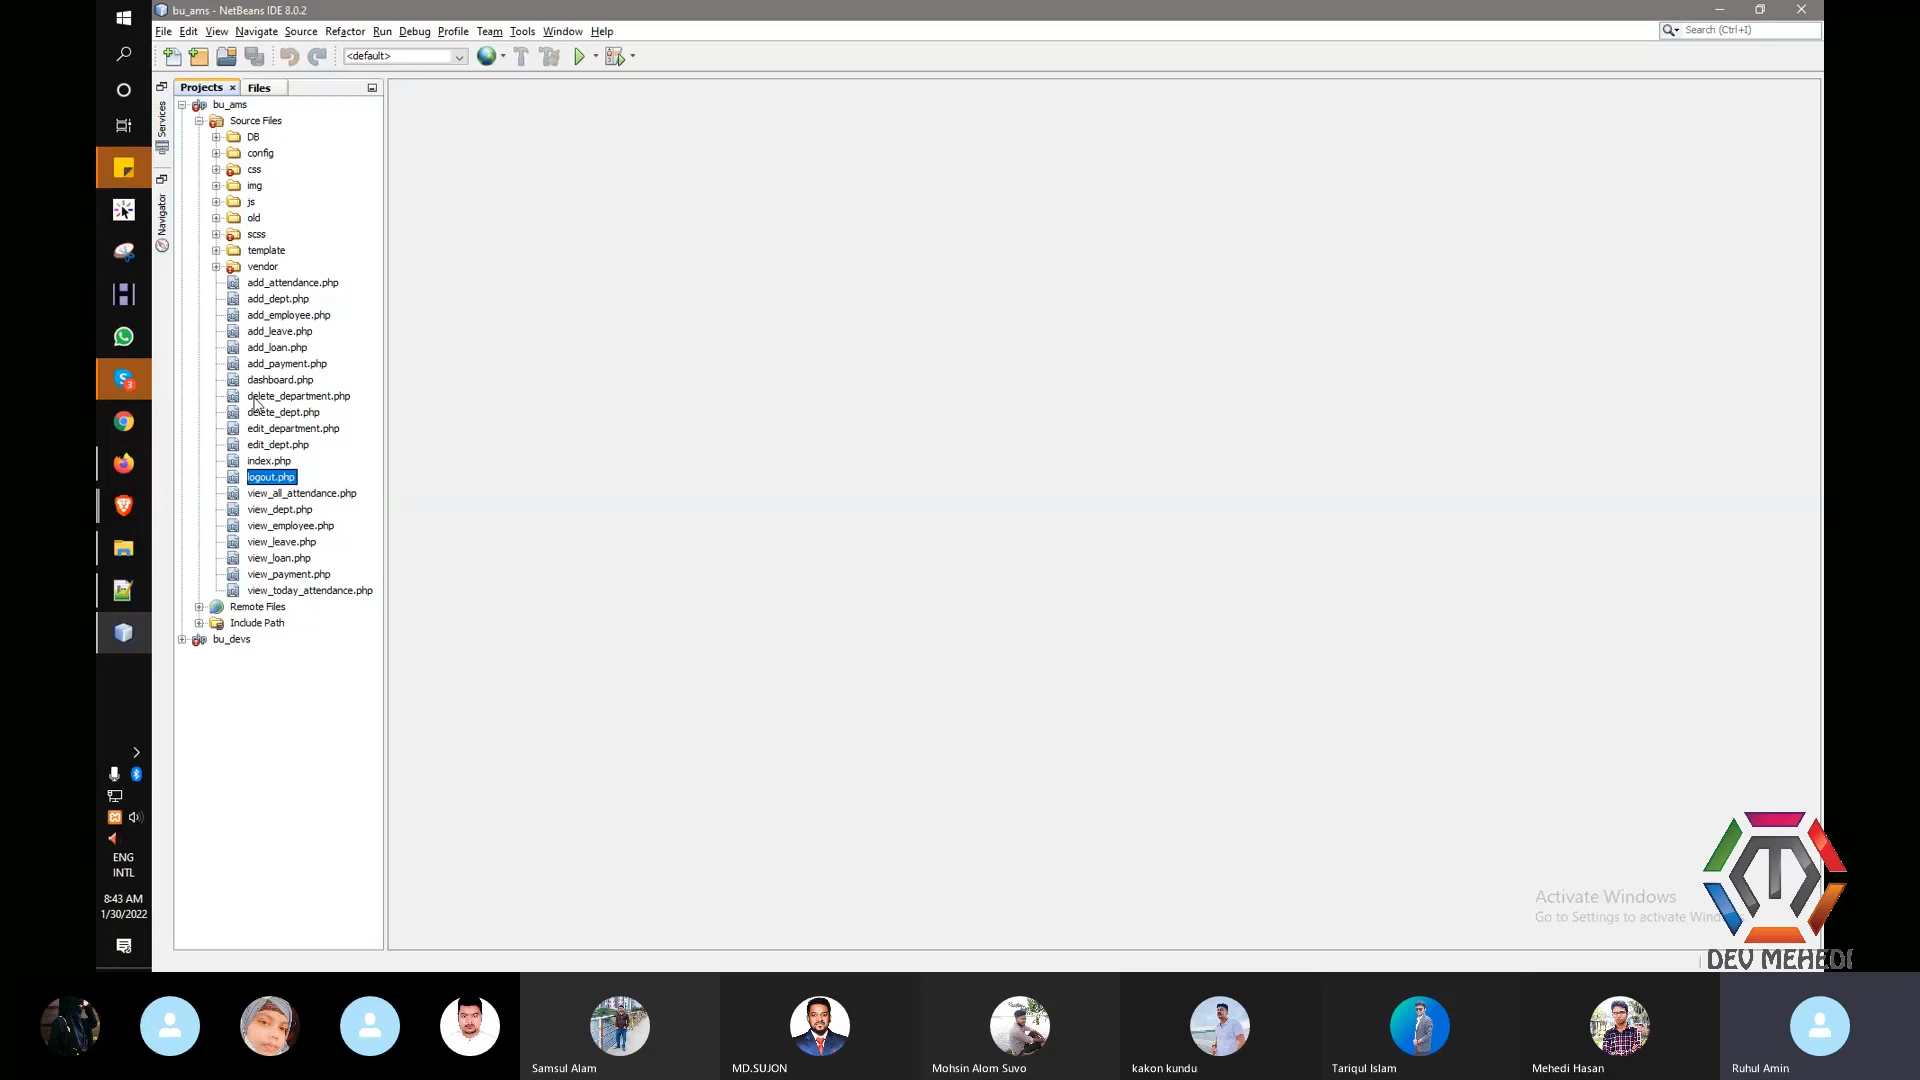 bu_ams - NetBeans IDE 8.0.2
File Edit View Navigate Source Refactor Run Debug Profile Team Tools Window Help
Search (Ctrl+I)
<default>
Projects
Files
Services
Navigator
bu_ams
Source Files
DB
config
css
img
js
old
scss
template
vendor
add_attendance.php
add_dept.php
add_employee.php
add_leave.php
add_loan.php
add_payment.php
dashboard.php
delete_department.php
delete_dept.php
edit_department.php
edit_dept.php
index.php
logout.php
view_all_attendance.php
view_dept.php
view_employee.php
view_leave.php
view_loan.php
view_payment.php
view_today_attendance.php
Remote Files
Include Path
bu_devs
3
ENG
INTL
8:43 AM
1/30/2022
Activate Windows
Go to Settings to activate
DEV MEHEDI
Samsul Alam
MD.SUJON
Mohsin Alom Suvo
kakon kundu
Tariqul Islam
Mehedi Hasan
Ruhul Amin